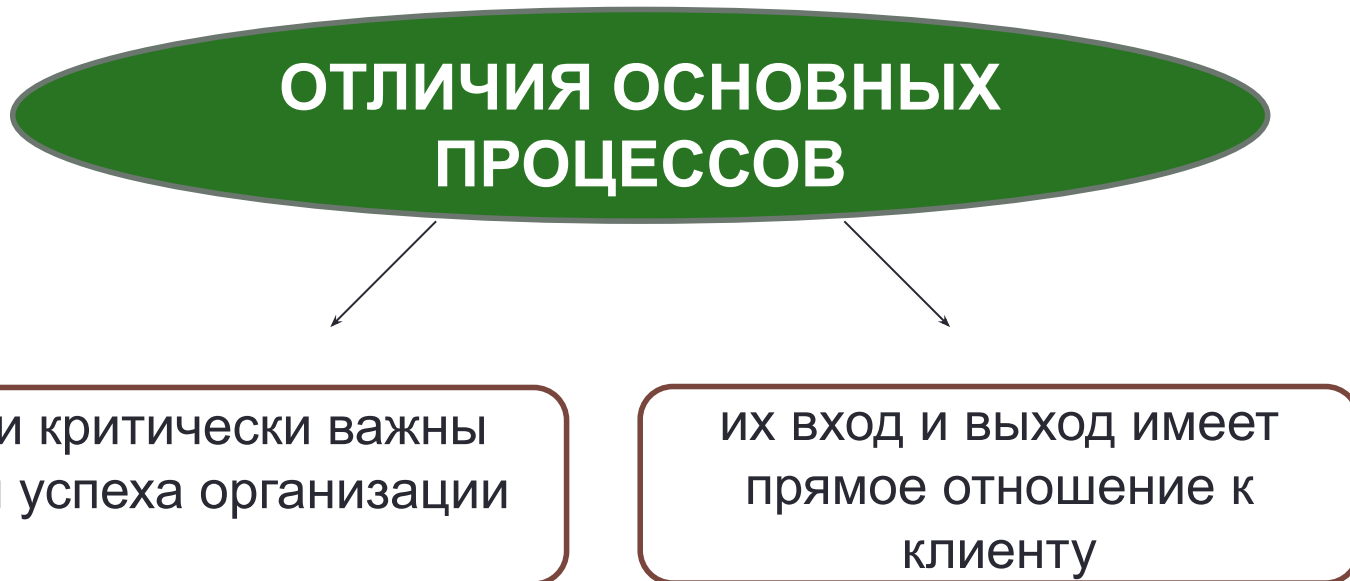 ОТЛИЧИЯ ОСНОВНЫХ
ПРОЦЕССОВ
и критически важны
успеха организации
их вход и выход имеет
прямое отношение к
клиенту